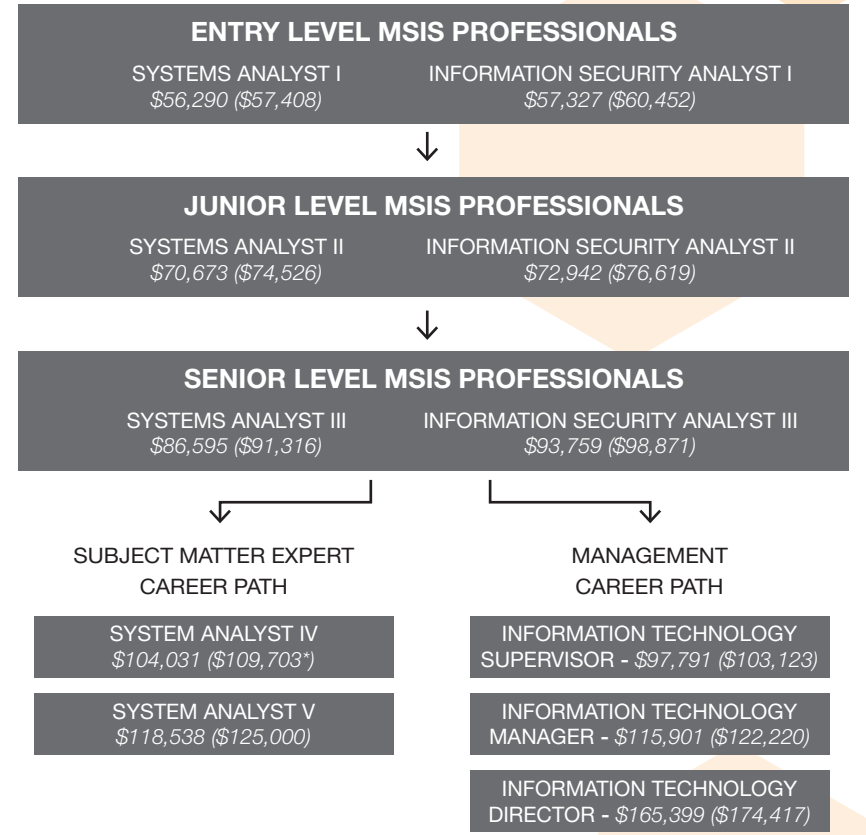 ENTRY LEVEL MSIS PROFESSIONALS
SYSTEMS ANALYST I
$56,290 ($57,408)
INFORMATION SECURITY ANALYST I
$57,327 ($60,452)
JUNIOR LEVEL MSIS PROFESSIONALS
SYSTEMS ANALYST II
$70,673 ($74,526)
INFORMATION SECURITY ANALYST II
$72,942 ($76,619)
SENIOR LEVEL MSIS PROFESSIONALS
SYSTEMS ANALYST III
$86,595 ($91,316)
INFORMATION SECURITY ANALYST III
$93,759 ($98,871)
SUBJECT MATTER EXPERT
CAREER PATH
SYSTEM ANALYST IV
$104,031 ($109,703*)
SYSTEM ANALYST V
$118,538 ($125,000)
MANAGEMENT
CAREER PATH
INFORMATION TECHNOLOGY
SUPERVISOR - $97,791 ($103,123)
INFORMATION TECHNOLOGY
MANAGER - $115,901 ($122,220)
INFORMATION TECHNOLOGY
DIRECTOR - $165,399 ($174,417)